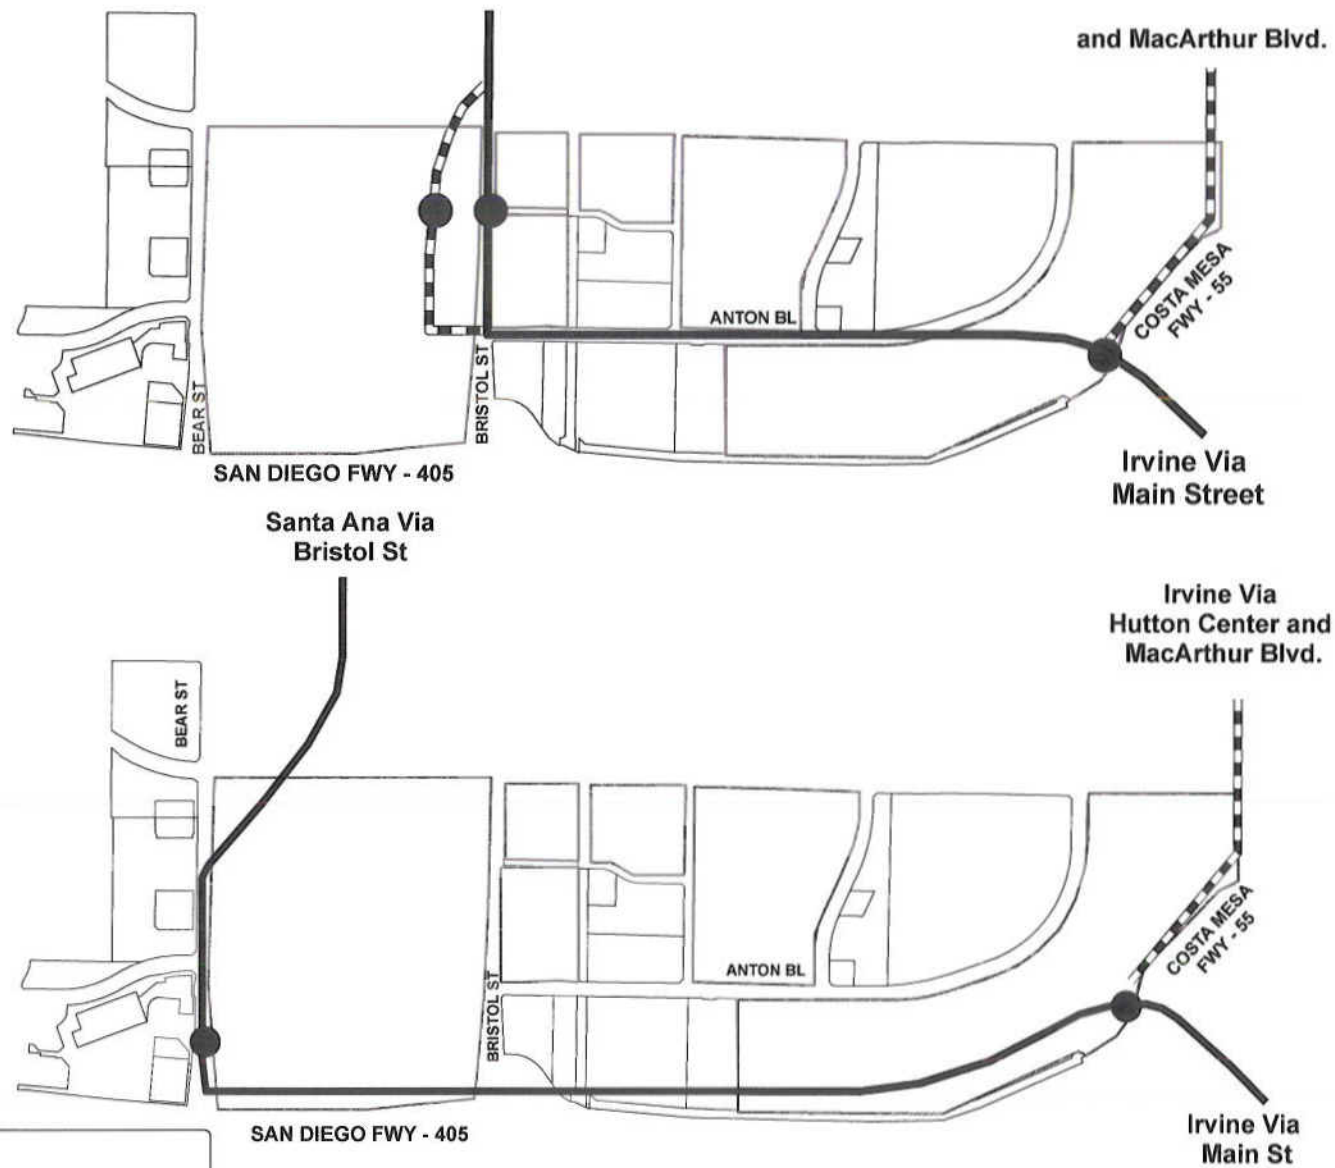 and MacArthur Blvd.
ANTON BL
COSTA MESA
FWY - 55
BRISTOL ST
BEAR ST
SAN DIEGO FWY - 405
Irvine Via
Main Street
Santa Ana Via
Bristol St
Irvine Via
Hutton Center and
MacArthur Blvd.
BEAR ST
COSTA MESA
FWY - 55
ANTON BL
BRISTOL ST
SAN DIEGO FWY - 405
Irvine Via
Main St